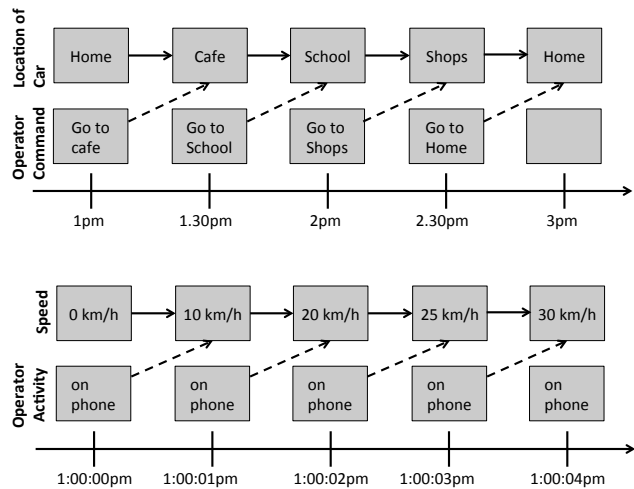 Location of
Car
Home
Cafe
School
Shops
Home
Operator
Command
Go to
cafe
Go to
School
Go to
Shops
Go to
Home
1pm
1.30pm
2pm
2.30pm
3pm
Speed
0 km/h
10 km/h
20 km/h
25 km/h
30 km/h
Operator
Activity
on
phone
on
phone
on
phone
on
phone
on
phone
1:00:00pm
1:00:01pm
1:00:02pm
1:00:03pm
1:00:04pm